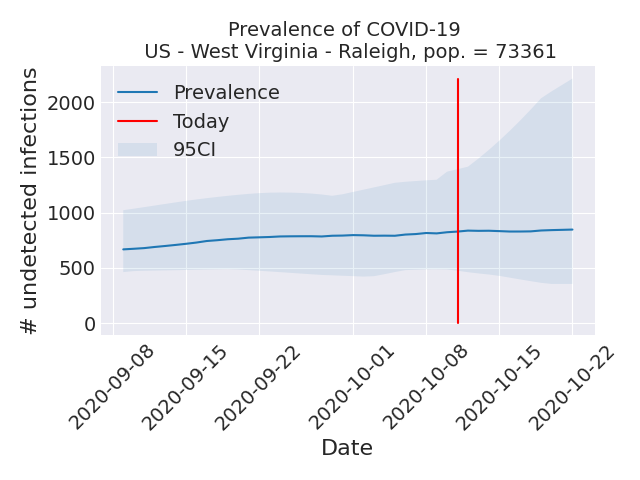 Prevalence of COVID-19
US - West Virginia - Raleigh, pop. = 73361
# undetected infections
2000
1500
1000
500
0
Prevalence
Today
95CI
2020-09-08
2020-09-15
2020-09-22
2020-10-01
2020-10-08
2020-10-15
2020-10-22
Date